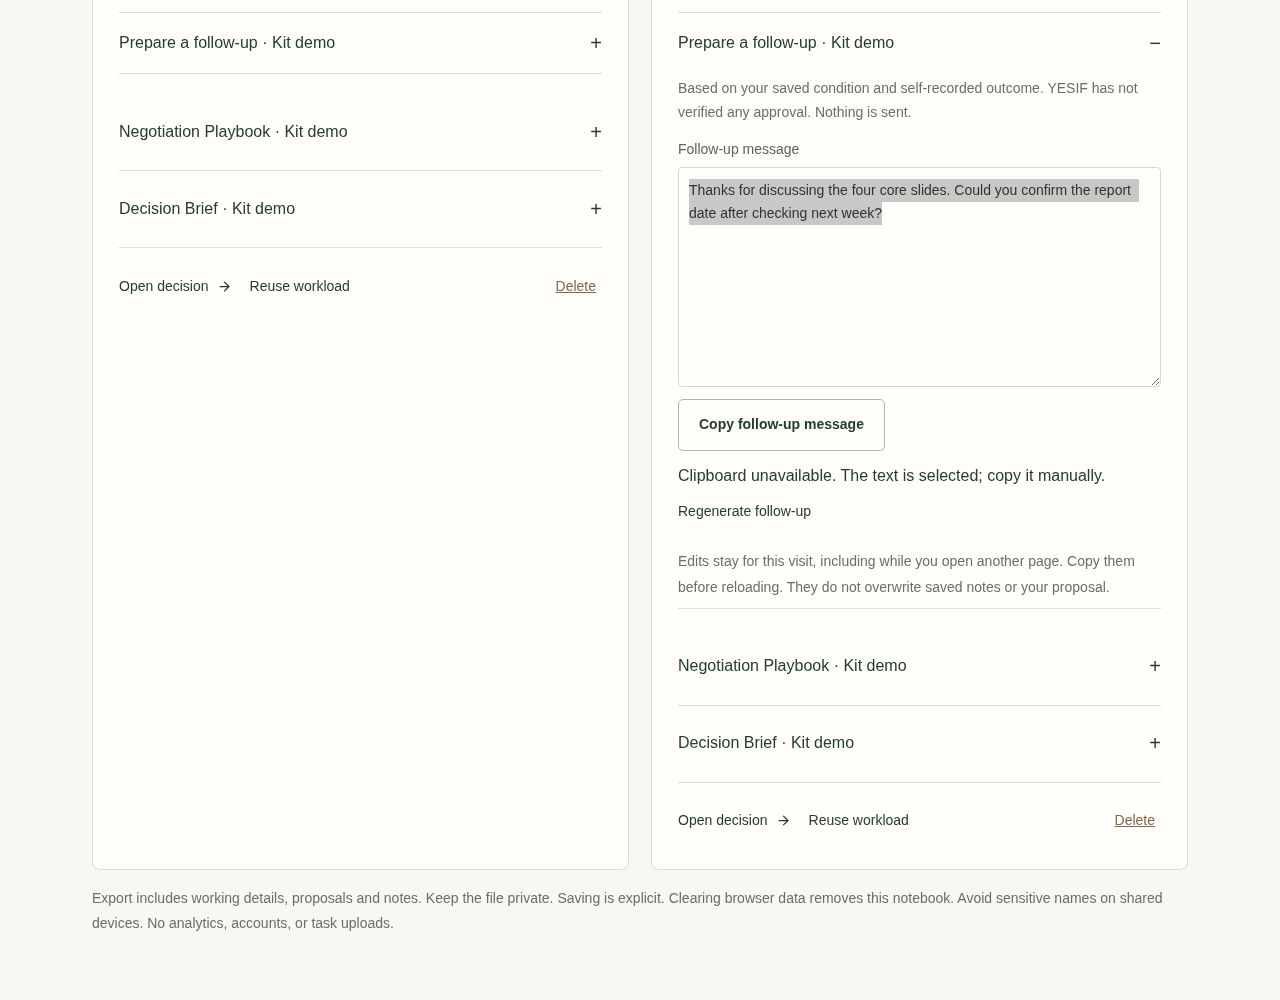 Prepare a follow-up · Kit demo
+
Negotiation Playbook · Kit demo
+
Decision Brief · Kit demo
+
Open decision → Reuse workload Delete
Prepare a follow-up · Kit demo
−
Based on your saved condition and self-recorded outcome. YESIF has not
verified any approval. Nothing is sent.
Follow-up message
Thanks for discussing the four core slides. Could you confirm the report
date after checking next week?
Copy follow-up message
Clipboard unavailable. The text is selected; copy it manually.
Regenerate follow-up
Edits stay for this visit, including while you open another page. Copy them
before reloading. They do not overwrite saved notes or your proposal.
Negotiation Playbook · Kit demo
+
Decision Brief · Kit demo
+
Open decision → Reuse workload Delete
Export includes working details, proposals and notes. Keep the file private. Saving is explicit. Clearing browser data removes this notebook. Avoid sensitive names on shared
devices. No analytics, accounts, or task uploads.